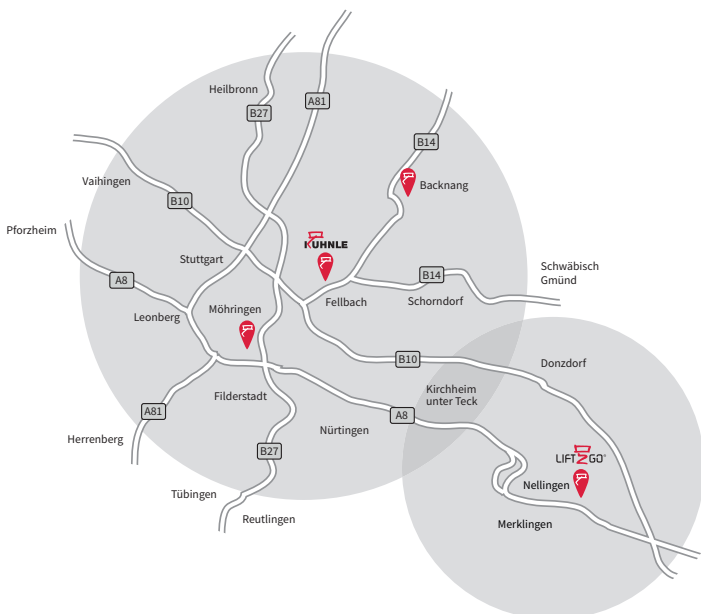 Heilbronn
A81
B27
B14
Vaihingen
Backnang
B10
Pforzheim
KUHNLE
Stuttgart
Schwäbisch
Gmünd
A8
B14
Leonberg
Möhringen
Fellbach
Schorndorf
B10
Donzdorf
Kirchheim
unter Teck
Filderstadt
A81
A8
Nürtingen
Herrenberg
B27
LIFT2GO®
Nellingen
Tübingen
Reutlingen
Merklingen